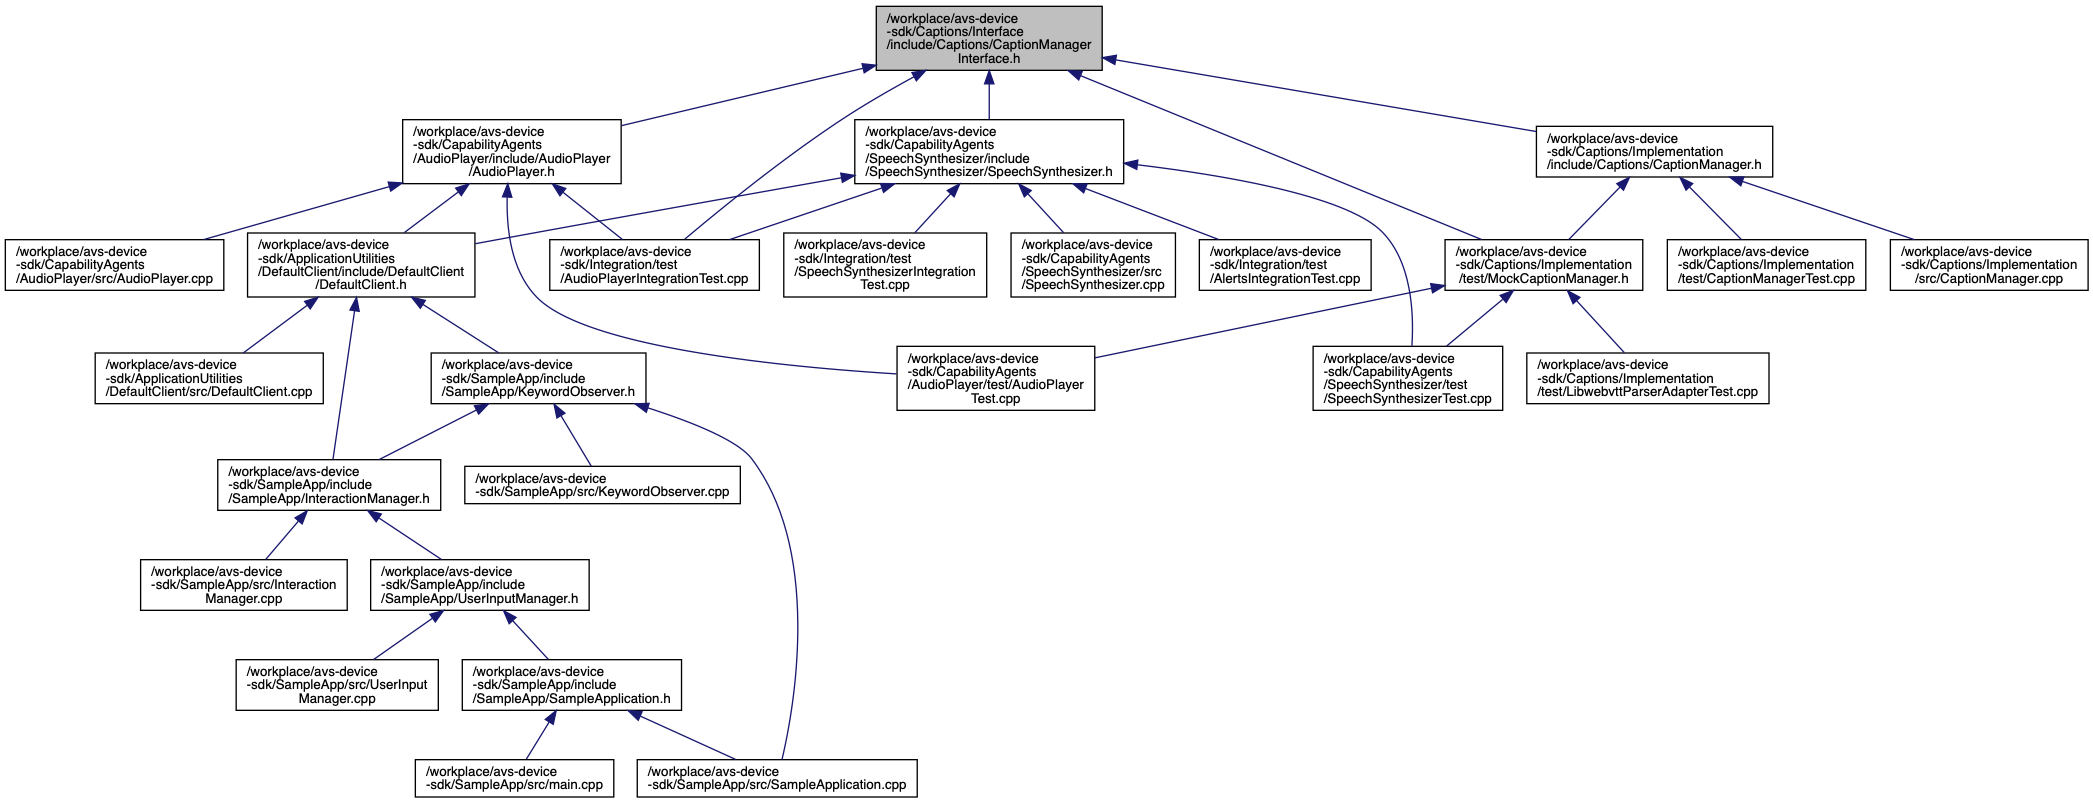 /workplace/avs-device
-sdk/Captions/Interface
/include/Captions/CaptionManager
Interface.h
/workplace/avs-device
-sdk/CapabilityAgents
/AudioPlayer/include/AudioPlayer
/AudioPlayer.h
/workplace/avs-device
-sdk/CapabilityAgents
/SpeechSynthesizer/include
/SpeechSynthesizer/SpeechSynthesizer.h
/workplace/avs-device
-sdk/Captions/Implementation
/include/Captions/CaptionManager.h
/workplace/avs-device
-sdk/CapabilityAgents
/AudioPlayer/src/AudioPlayer.cpp
/workplace/avs-device
-sdk/ApplicationUtilities
/DefaultClient/include/DefaultClient
/DefaultClient.h
/workplace/avs-device
-sdk/Integration/test
/AudioPlayerIntegrationTest.cpp
/workplace/avs-device
-sdk/Integration/test
/SpeechSynthesizerIntegration
Test.cpp
/workplace/avs-device
-sdk/CapabilityAgents
/SpeechSynthesizer/src
/SpeechSynthesizer.cpp
/workplace/avs-device
-sdk/Integration/test
/AlertsIntegrationTest.cpp
/workplace/avs-device
-sdk/Captions/Implementation
/test/MockCaptionManager.h
/workplace/avs-device
-sdk/Captions/Implementation
/test/CaptionManagerTest.cpp
/workplace/avs-device
-sdk/Captions/Implementation
/src/CaptionManager.cpp
/workplace/avs-device
-sdk/ApplicationUtilities
/DefaultClient/src/DefaultClient.cpp
/workplace/avs-device
-sdk/SampleApp/include
/SampleApp/KeywordObserver.h
/workplace/avs-device
-sdk/CapabilityAgents
/AudioPlayer/test/AudioPlayer
Test.cpp
/workplace/avs-device
-sdk/CapabilityAgents
/SpeechSynthesizer/test
/SpeechSynthesizerTest.cpp
/workplace/avs-device
-sdk/Captions/Implementation
/test/LibwebvttParserAdapterTest.cpp
/workplace/avs-device
-sdk/SampleApp/include
/SampleApp/InteractionManager.h
/workplace/avs-device
-sdk/SampleApp/src/KeywordObserver.cpp
/workplace/avs-device
-sdk/SampleApp/src/Interaction
Manager.cpp
/workplace/avs-device
-sdk/SampleApp/include
/SampleApp/UserInputManager.h
/workplace/avs-device
-sdk/SampleApp/src/UserInput
Manager.cpp
/workplace/avs-device
-sdk/SampleApp/include
/SampleApp/SampleApplication.h
/workplace/avs-device
-sdk/SampleApp/src/main.cpp
/workplace/avs-device
-sdk/SampleApp/src/SampleApplication.cpp